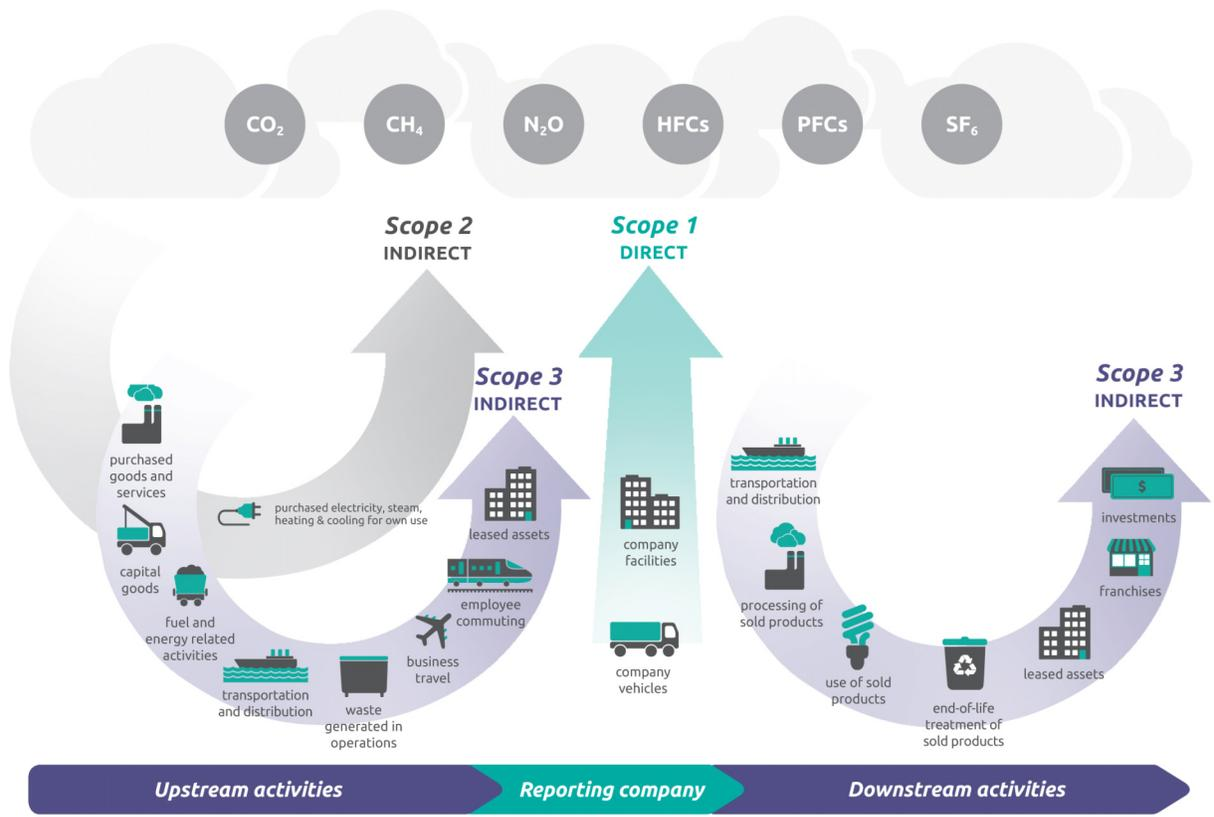 CO₂
CH₄
N₂O
HFCs
PFCs
SF₆
Scope 2
INDIRECT
Scope 1
DIRECT
Scope 3
INDIRECT
Scope 3
INDIRECT
purchased
goods and
services
capital
goods
fuel and
energy related
activities
transportation
and distribution
waste
generated in
operations
business
travel
employee
commuting
leased assets
purchased electricity, steam,
heating & cooling for own use
company
facilities
company
vehicles
transportation
and distribution
processing of
sold products
use of sold
products
end-of-life
treatment of
sold products
leased assets
franchises
$
investments
Upstream activities
Reporting company
Downstream activities